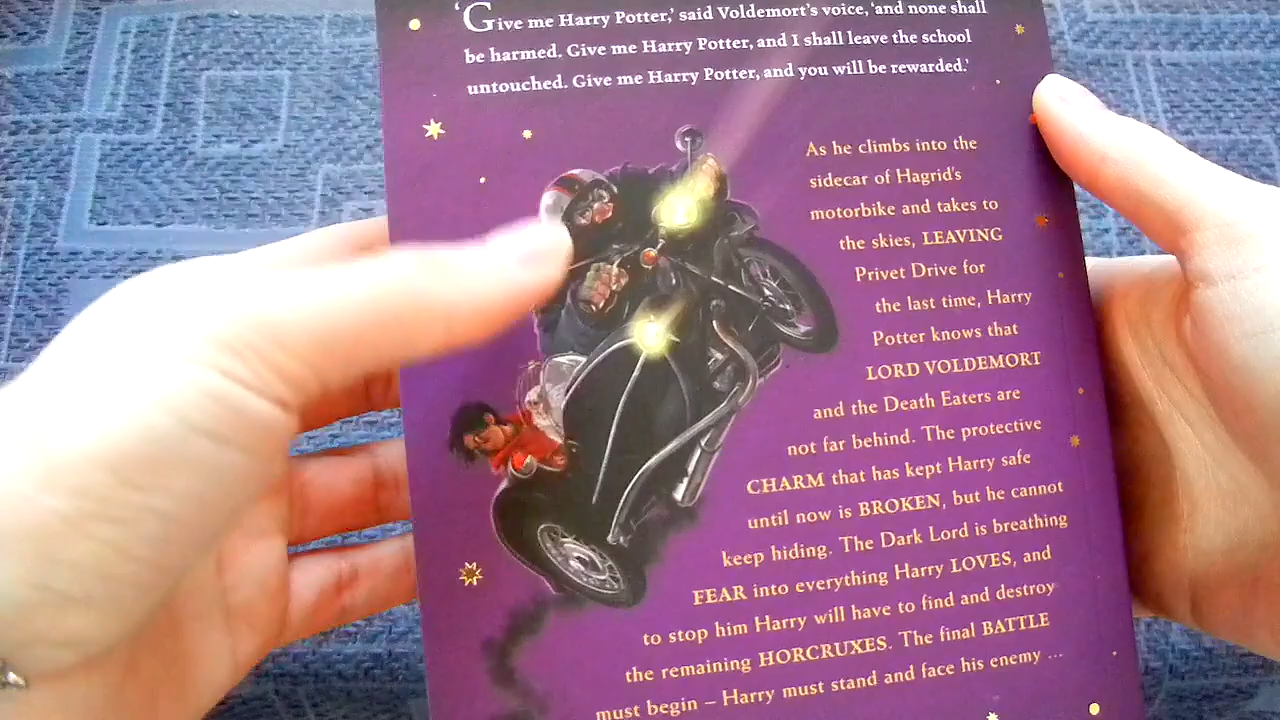 ‘Give me Harry Potter,’ said Voldemort's voice, ‘and none shall
be harmed. Give me Harry Potter, and I shall leave the school
untouched. Give me Harry Potter, and you will be rewarded.’
As he climbs into the
sidecar of Hagrid's
motorbike and takes to
the skies, LEAVING
Privet Drive for
the last time, Harry
Potter knows that
LORD VOLDEMORT
and the Death Eaters are
not far behind. The protective
CHARM that has kept Harry safe
until now is BROKEN, but he cannot
keep hiding. The Dark Lord is breathing
FEAR into everything Harry LOVES, and
to stop him Harry will have to find and destroy
the remaining HORCRUXES. The final BATTLE
must begin – Harry must stand and face his enemy ...